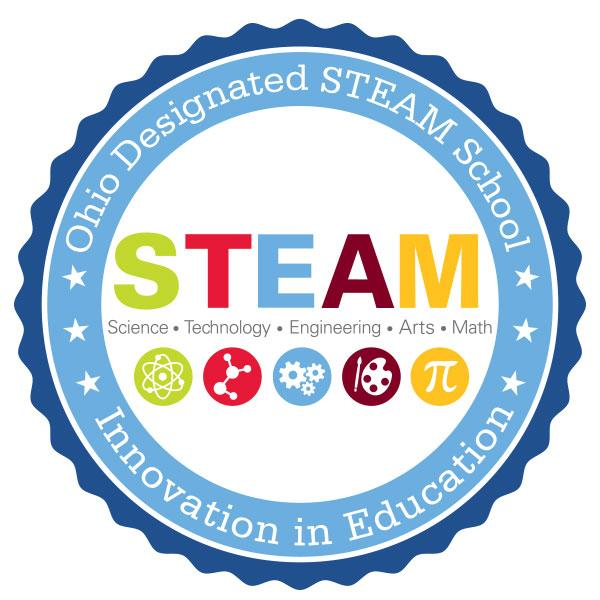 Ohio Designated STEAM School
STEAM
Science • Technology • Engineering • Arts • Math
π
Innovation in Education